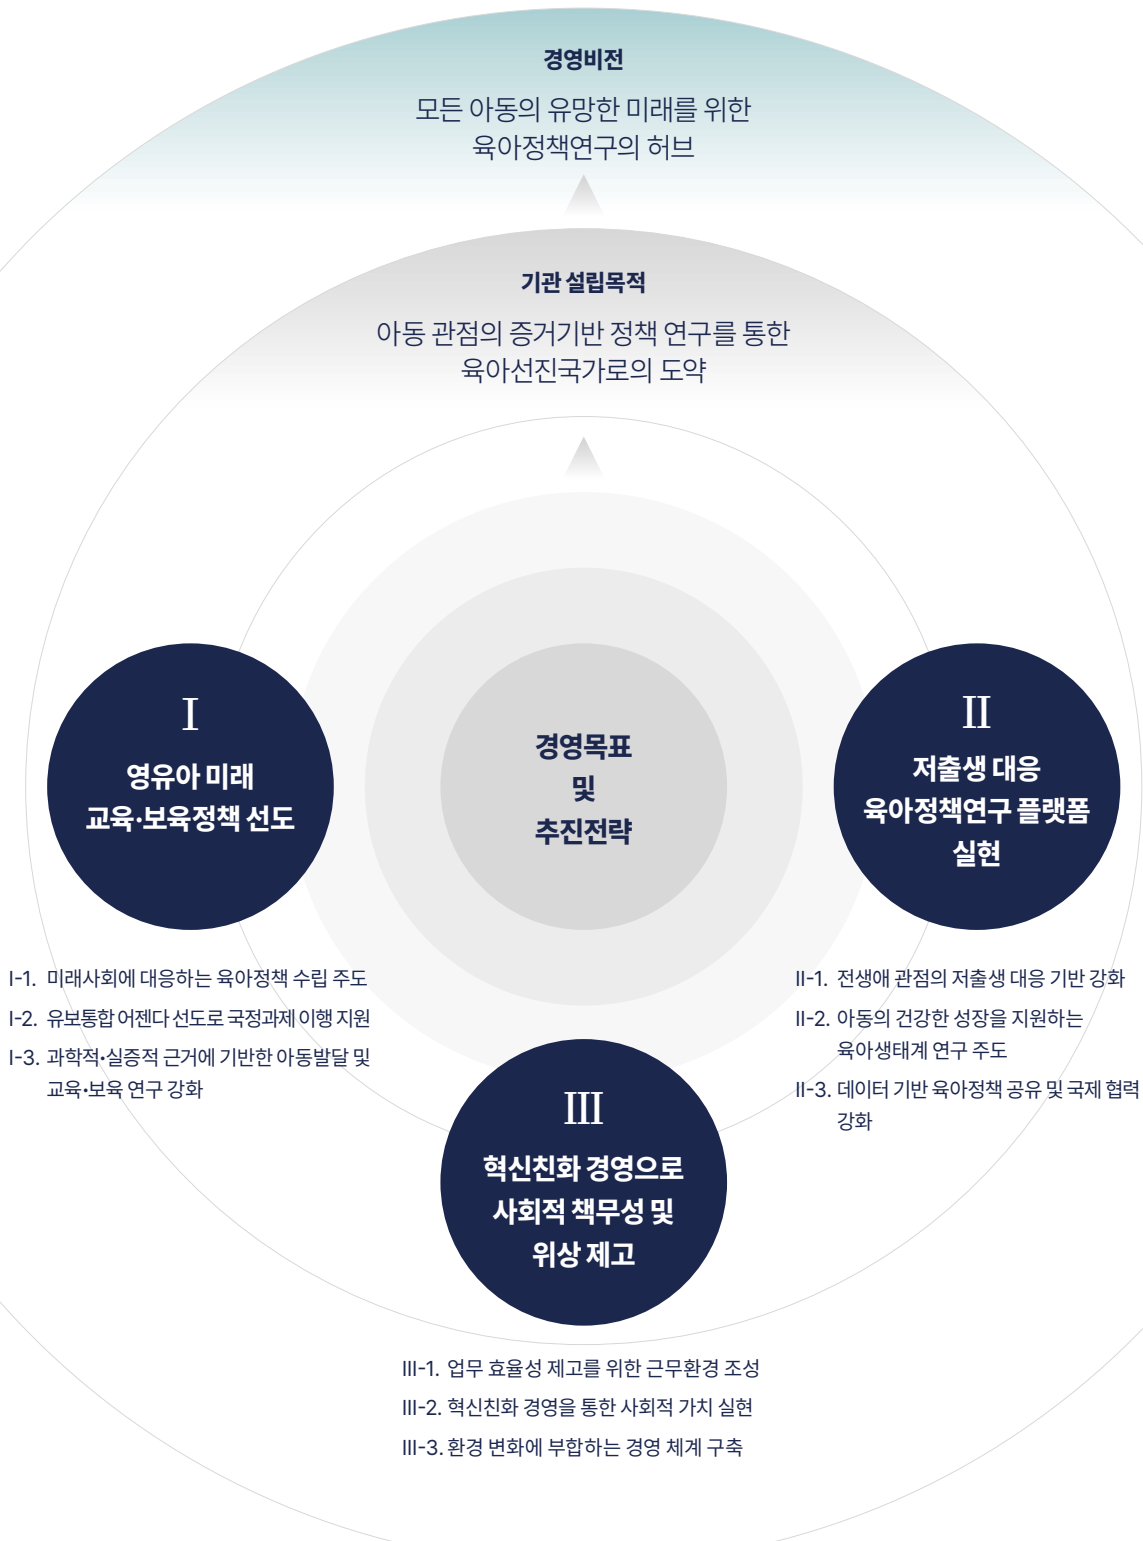 경영비전
모든 아동의 유망한 미래를 위한
육아정책연구의 허브
기관 설립목적
아동 관점의 증거기반 정책 연구를 통한
육아선진국가로의 도약
경영목표
및
추진전략
I
영유아 미래
교육·보육정책 선도
I-1. 미래사회에 대응하는 육아정책 수립 주도
I-2. 유보통합 어젠다 선도로 국정과제 이행 지원
I-3. 과학적·실증적 근거에 기반한 아동발달 및
교육·보육 연구 강화
II
저출생 대응
육아정책연구 플랫폼
실현
II-1. 전생애 관점의 저출생 대응 기반 강화
II-2. 아동의 건강한 성장을 지원하는
육아생태계 연구 주도
II-3. 데이터 기반 육아정책 공유 및 국제 협력
강화
III
혁신친화 경영으로
사회적 책무성 및
위상 제고
III-1. 업무 효율성 제고를 위한 근무환경 조성
III-2. 혁신친화 경영을 통한 사회적 가치 실현
III-3. 환경 변화에 부합하는 경영 체계 구축